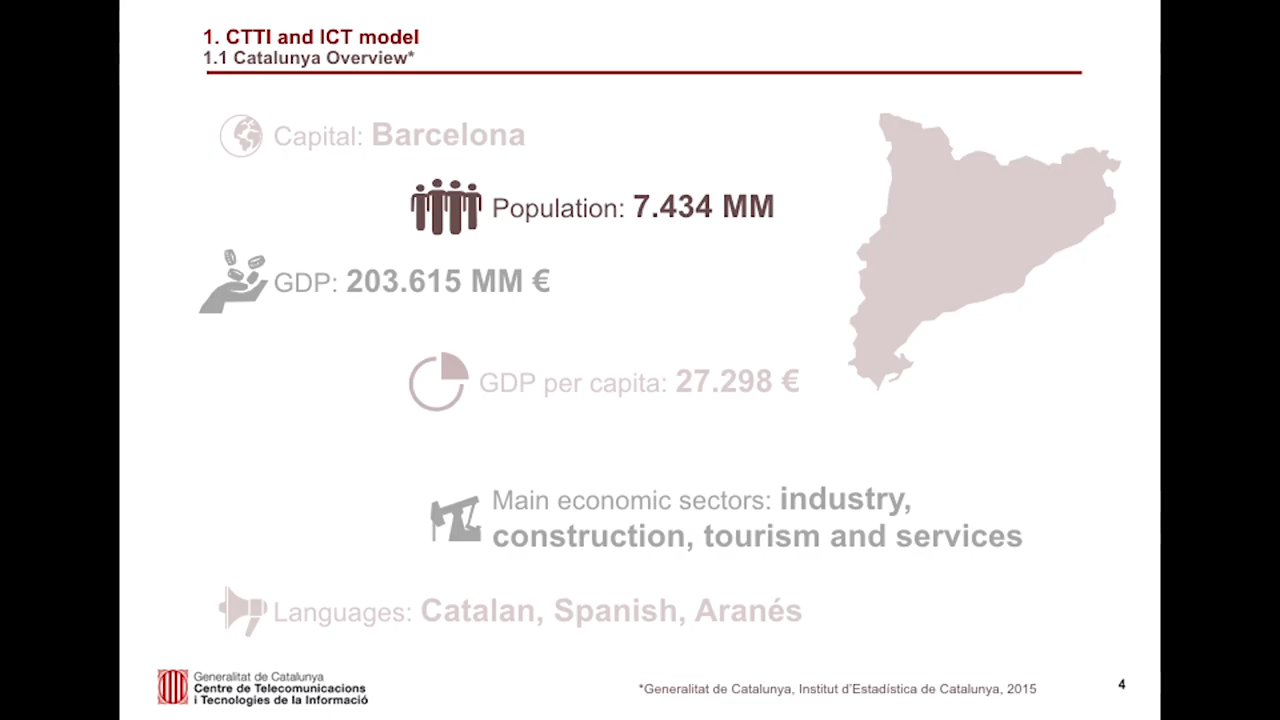 1. CTTI and ICT model
1.1 Catalunya Overview*
Capital: Barcelona
Population: 7.434 MM
GDP: 203.615 MM €
GDP per capita: 27.298 €
Main economic sectors: industry,
construction, tourism and services
Languages: Catalan, Spanish, Aranés
Generalitat de Catalunya
Centre de Telecomunicacions
i Tecnologies de la Informació
*Generalitat de Catalunya, Institut d'Estadística de Catalunya, 2015
4